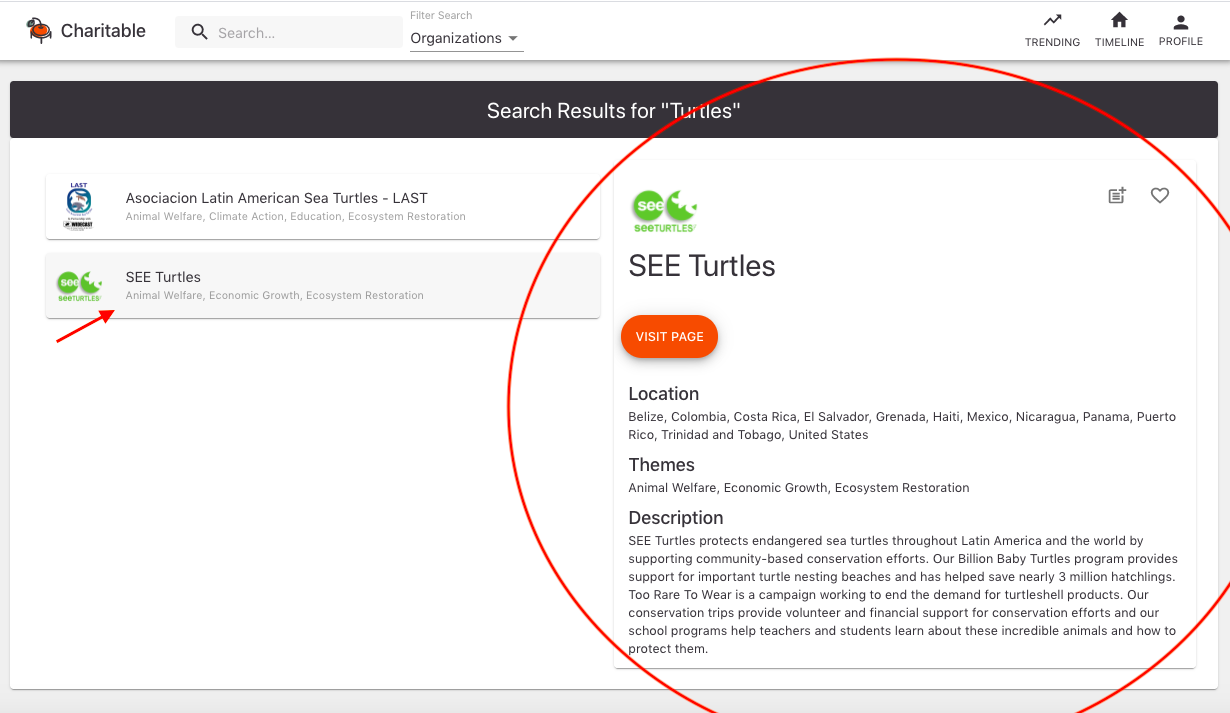 Charitable
Search...
Filter Search
Organizations
TRENDING
TIMELINE
PROFILE
Search Results for "Turtles"
LAST
Asociacion Latin American Sea Turtles - LAST
Animal Welfare, Climate Action, Education, Ecosystem Restoration
see
seeTURTLES
SEE Turtles
Animal Welfare, Economic Growth, Ecosystem Restoration
see
seeTURTLES
SEE Turtles
VISIT PAGE
Location
Belize, Colombia, Costa Rica, El Salvador, Grenada, Haiti, Mexico, Nicaragua, Panama, Puerto
Rico, Trinidad and Tobago, United States
Themes
Animal Welfare, Economic Growth, Ecosystem Restoration
Description
SEE Turtles protects endangered sea turtles throughout Latin America and the world by
supporting community-based conservation efforts. Our Billion Baby Turtles program provides
support for important turtle nesting beaches and has helped save nearly 3 million hatchlings.
Too Rare To Wear is a campaign working to end the demand for turtleshell products. Our
conservation trips provide volunteer and financial support for conservation efforts and our
school programs help teachers and students learn about these incredible animals and how to
protect them.